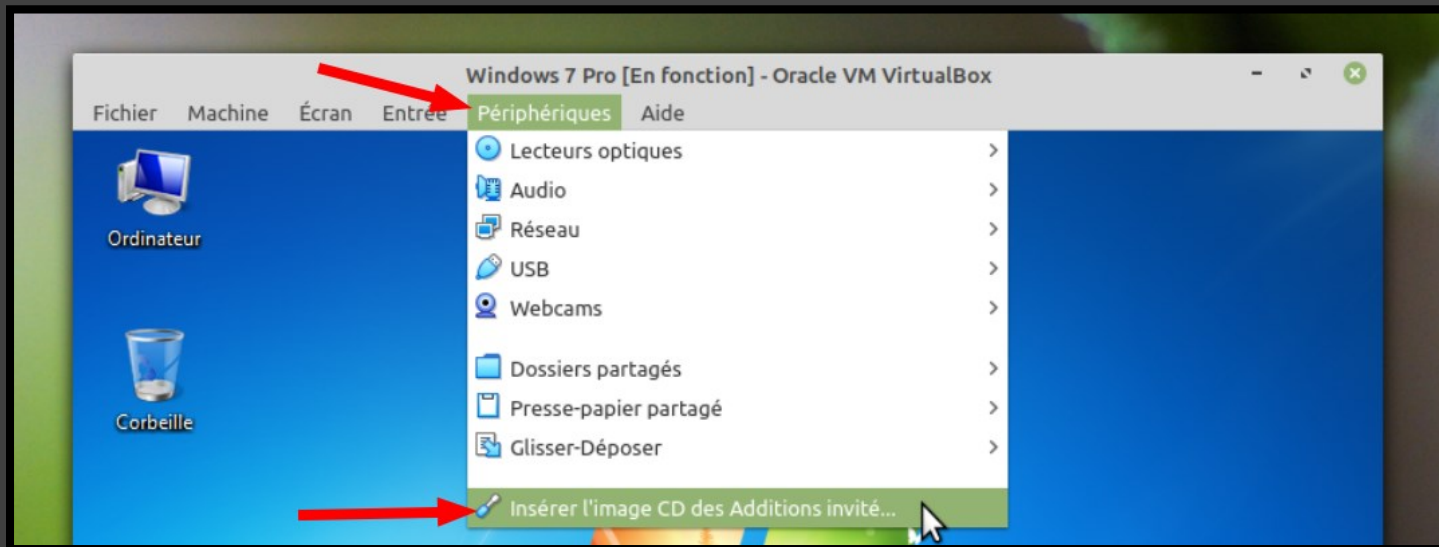 Windows 7 Pro [En fonction] - Oracle VM VirtualBox
Fichier Machine Écran Entrée Périphériques Aide
Lecteurs optiques
Audio
Réseau
USB
Webcams
Dossiers partagés
Presse-papier partagé
Glisser-Déposer
Insérer l'image CD des Additions invité...
Ordinateur
Corbeille